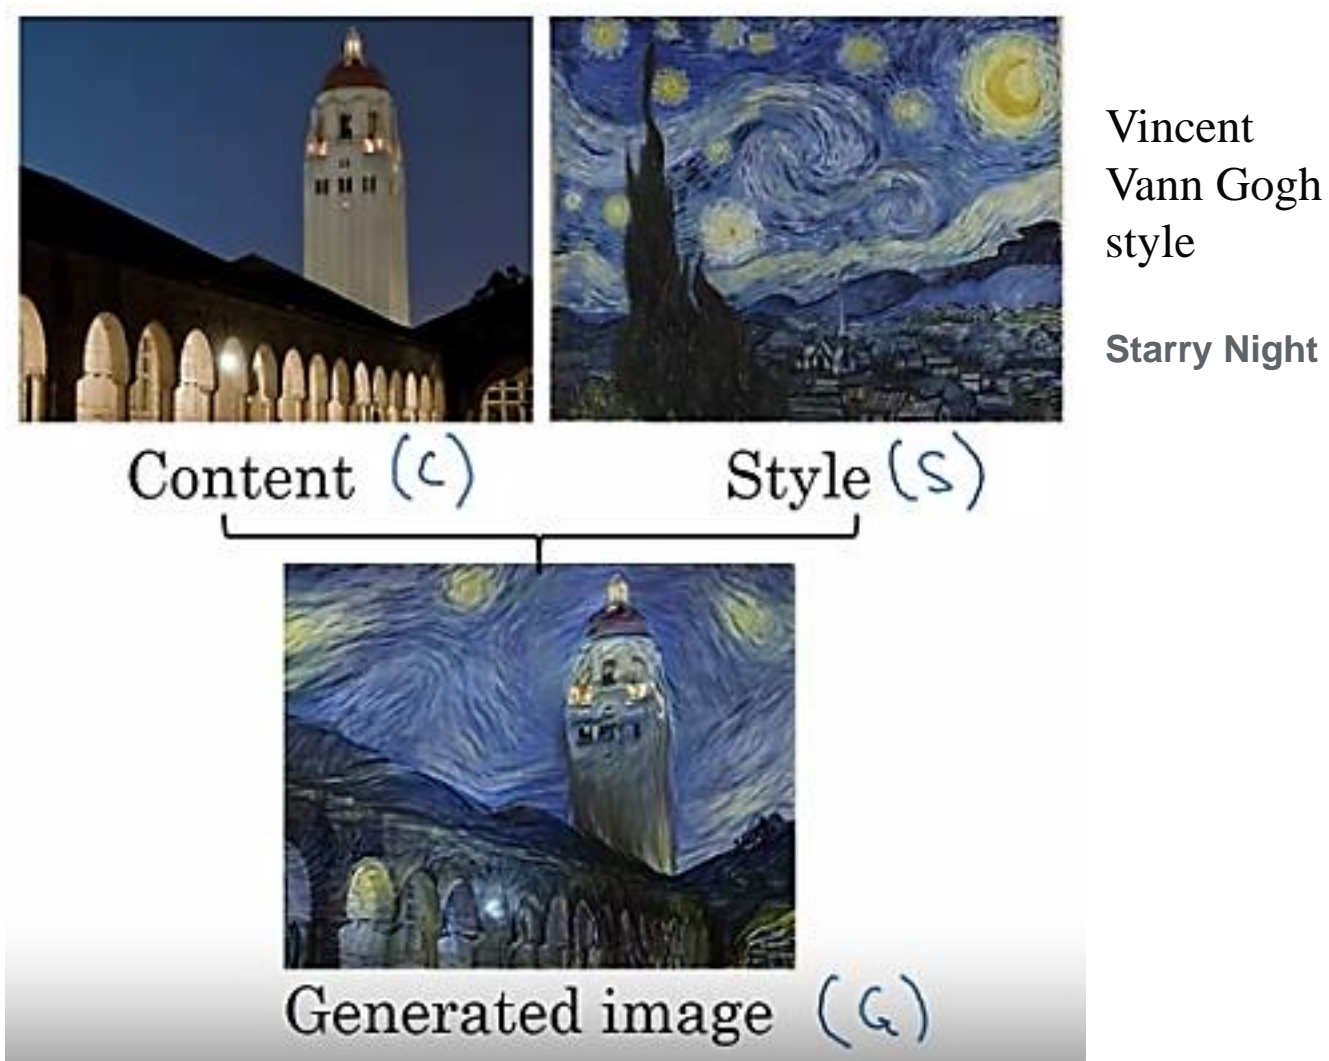 Vincent
Vann Gogh
style
Starry Night
Content (C)
Style (S)
Generated image (G)